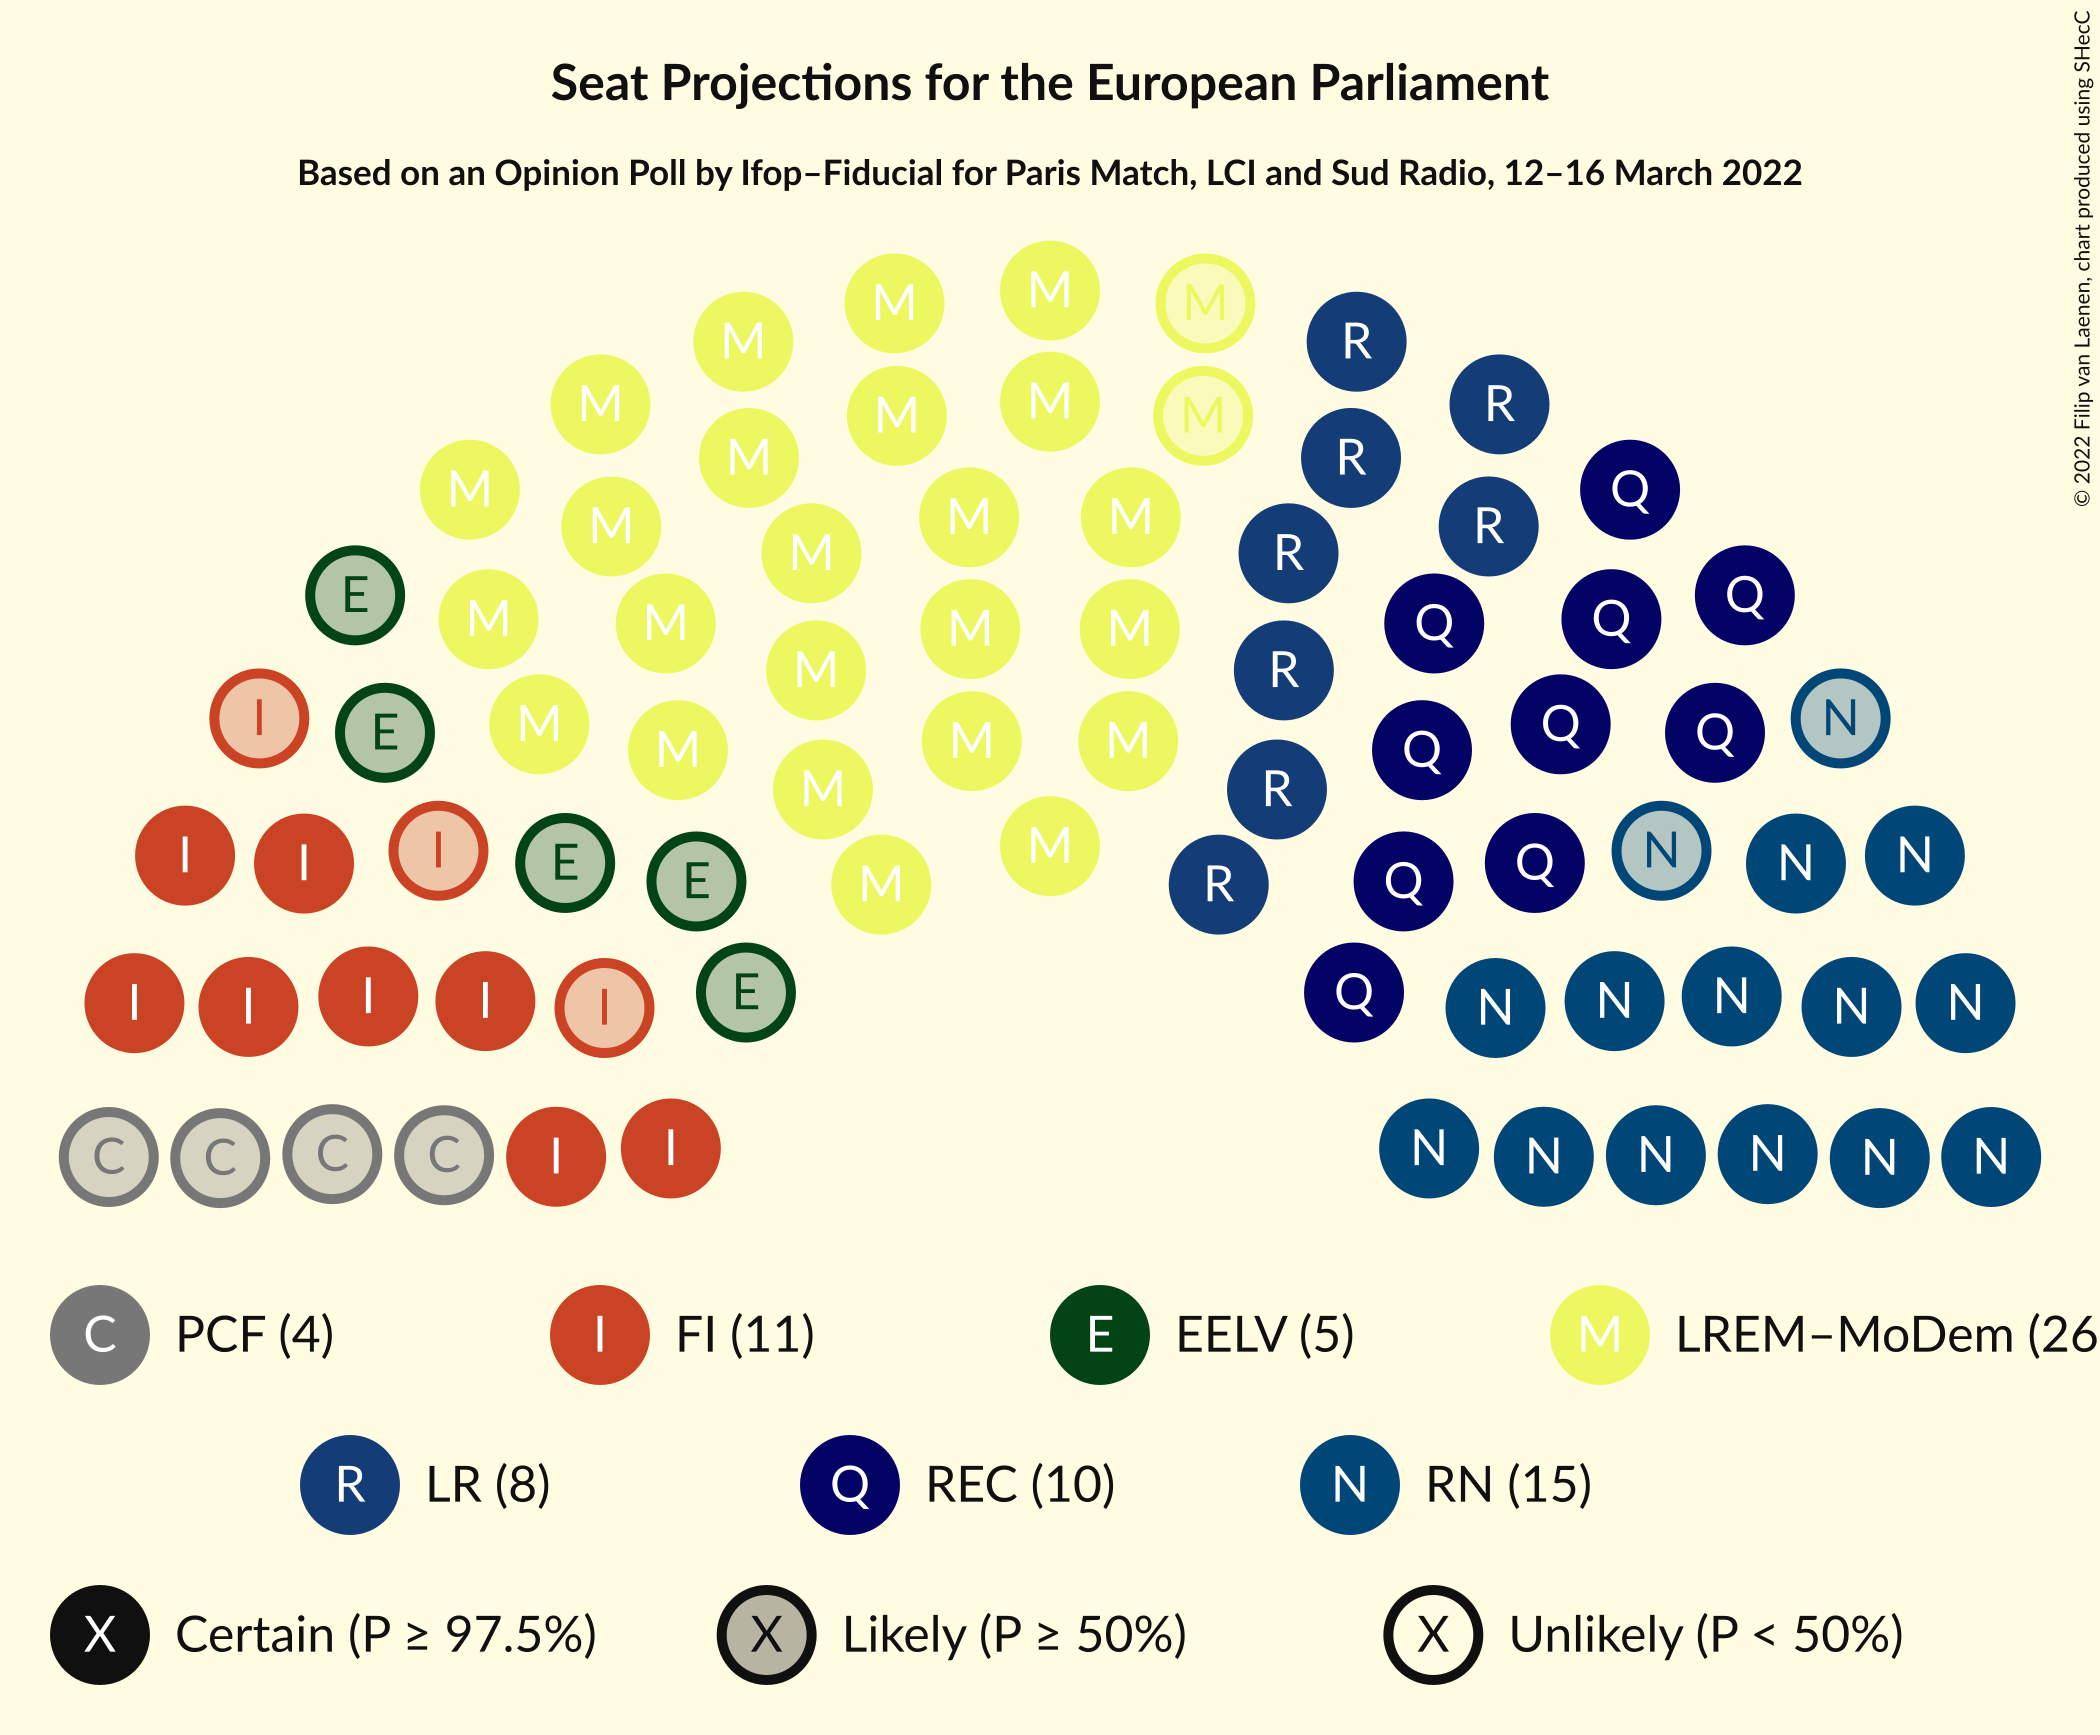 Seat Projections for the European Parliament
Based on an Opinion Poll by Ifop–Fiducial for Paris Match, LCI and Sud Radio, 12–16 March 2022
© 2022 Filip van Laenen, chart produced using SHecC
M M M M R
M M R R
M M M M R Q
M M M M R
M M R Q
E M M M M Q Q Q
I E M M M M R Q Q Q N
I I I E E M M M M R Q Q N N N
I I I I I E Q N N N N N
C C C C I I N N N N N N
C PCF (4) I FI (11) E EELV (5) M LREM–MoDem (26
R LR (8) Q REC (10) N RN (15)
X Certain (P ≥ 97.5%) X Likely (P ≥ 50%) X Unlikely (P < 50%)